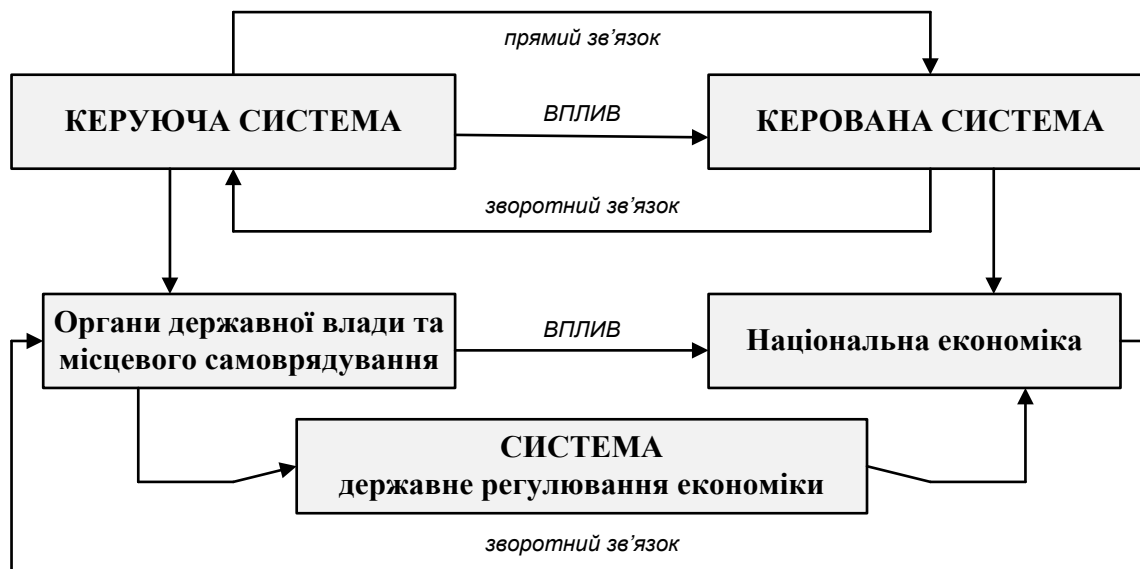 прямий зв’язок
КЕРУЮЧА СИСТЕМА
ВПЛИВ
КЕРОВАНА СИСТЕМА
зворотний зв’язок
Органи державної влади та
місцевого самоврядування
ВПЛИВ
Національна економіка
СИСТЕМА
державне регулювання економіки
зворотний зв’язок